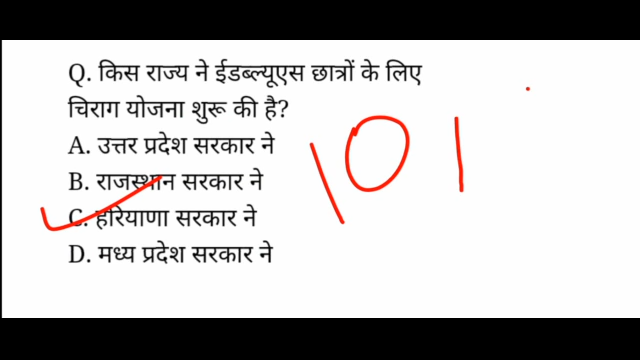 Q. किस राज्य ने ईडब्ल्यूएस छात्रों के लिए
चिराग योजना शुरू की है?
A. उत्तर प्रदेश सरकार ने
B. राजस्थान सरकार ने
C. हरियाणा सरकार ने
D. मध्य प्रदेश सरकार ने
101